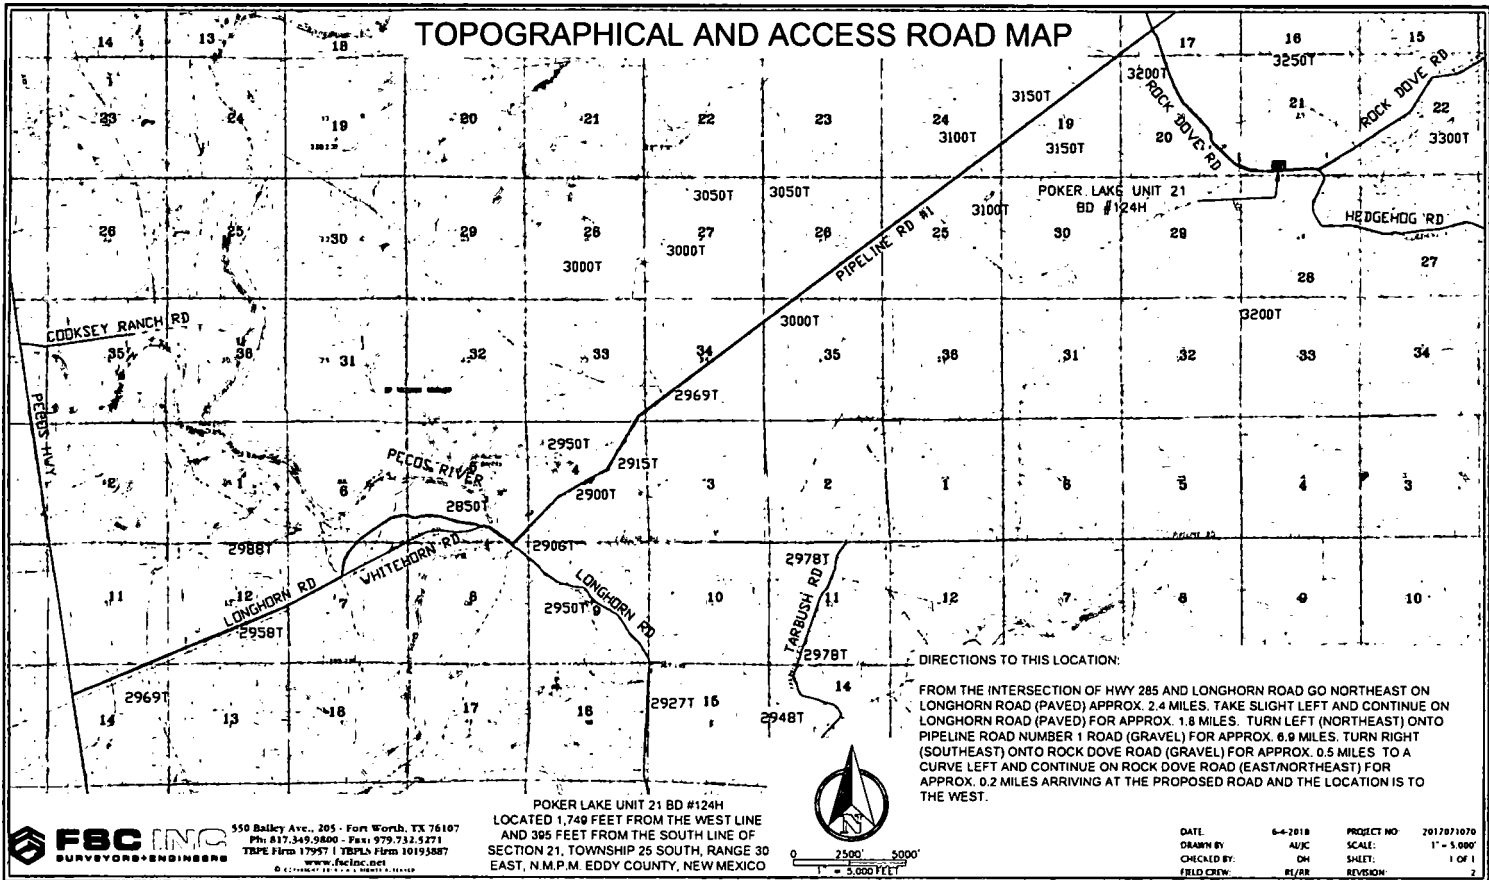 TOPOGRAPHICAL AND ACCESS ROAD MAP
14 13 18 17 16 15
3250T
3200T
ROCK DOVE RD
ROCK DOVE RD
3150T
23 24 19 20 21 22 23 24 19 20 21 22
3100T 3150T 3300T
3050T 3050T
3100T
POKER LAKE UNIT 21
BD #124H
HEDGEHOG RD
26 25 30 29 28 27 26 25 30 29 28 27
3000T 3000T
PIPELINE RD #1
3000T 3200T
COOKSEY RANCH RD
35 36 31 32 33 34 35 36 31 32 33 34
2969T
PECOS HWY
2950T
2915T
PECOS RIVER
2 1 6 5 4 3 2 1 6 5 4 3
2900T
2850T
2988T 2906T 2978T
WHITEHORN RD
LONGHORN RD
LONGHORN RD
TARBUSH RD
11 12 7 8 9 10 11 12 7 8 9 10
2950T
2958T
2978T
2969T 2927T 2948T
14 13 18 17 16 15 14
DIRECTIONS TO THIS LOCATION:
FROM THE INTERSECTION OF HWY 285 AND LONGHORN ROAD GO NORTHEAST ON
LONGHORN ROAD (PAVED) APPROX. 2.4 MILES. TAKE SLIGHT LEFT AND CONTINUE ON
LONGHORN ROAD (PAVED) FOR APPROX. 1.8 MILES. TURN LEFT (NORTHEAST) ONTO
PIPELINE ROAD NUMBER 1 ROAD (GRAVEL) FOR APPROX. 6.9 MILES. TURN RIGHT
(SOUTHEAST) ONTO ROCK DOVE ROAD (GRAVEL) FOR APPROX. 0.5 MILES TO A
CURVE LEFT AND CONTINUE ON ROCK DOVE ROAD (EAST/NORTHEAST) FOR
APPROX. 0.2 MILES ARRIVING AT THE PROPOSED ROAD AND THE LOCATION IS TO
THE WEST.
FSC INC
SURVEYORS+ENGINEERS
550 Bailey Ave., 205 - Fort Worth, TX 76107
Ph: 817.349.9800 - Fax: 979.732.5271
TBPE Firm 17957 | TBPLS Firm 10193887
www.fscinc.net
POKER LAKE UNIT 21 BD #124H
LOCATED 1,749 FEET FROM THE WEST LINE
AND 395 FEET FROM THE SOUTH LINE OF
SECTION 21, TOWNSHIP 25 SOUTH, RANGE 30
EAST, N.M.P.M. EDDY COUNTY, NEW MEXICO
N
0 2500' 5000'
1" = 5,000 FEET
DATE: 6-4-2018 PROJECT NO: 2017071070
DRAWN BY: AI/JC SCALE: 1" = 5,000'
CHECKED BY: DH SHEET: 1 OF 1
FIELD CREW: RE/RR REVISION: 2